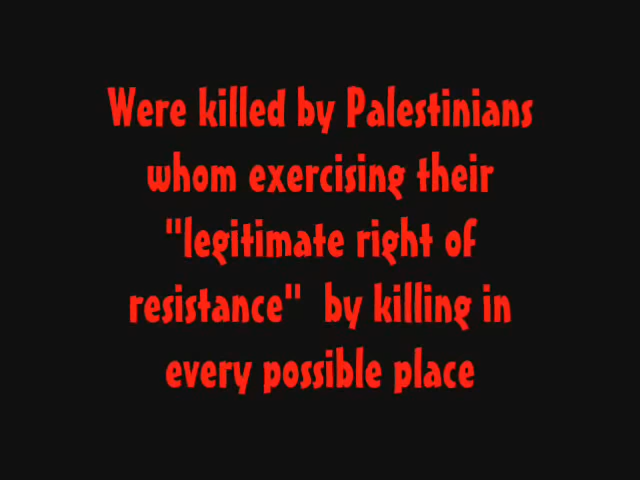 Were killed by Palestinians
whom exercising their
"legitimate right of
resistance"  by killing in
every possible place